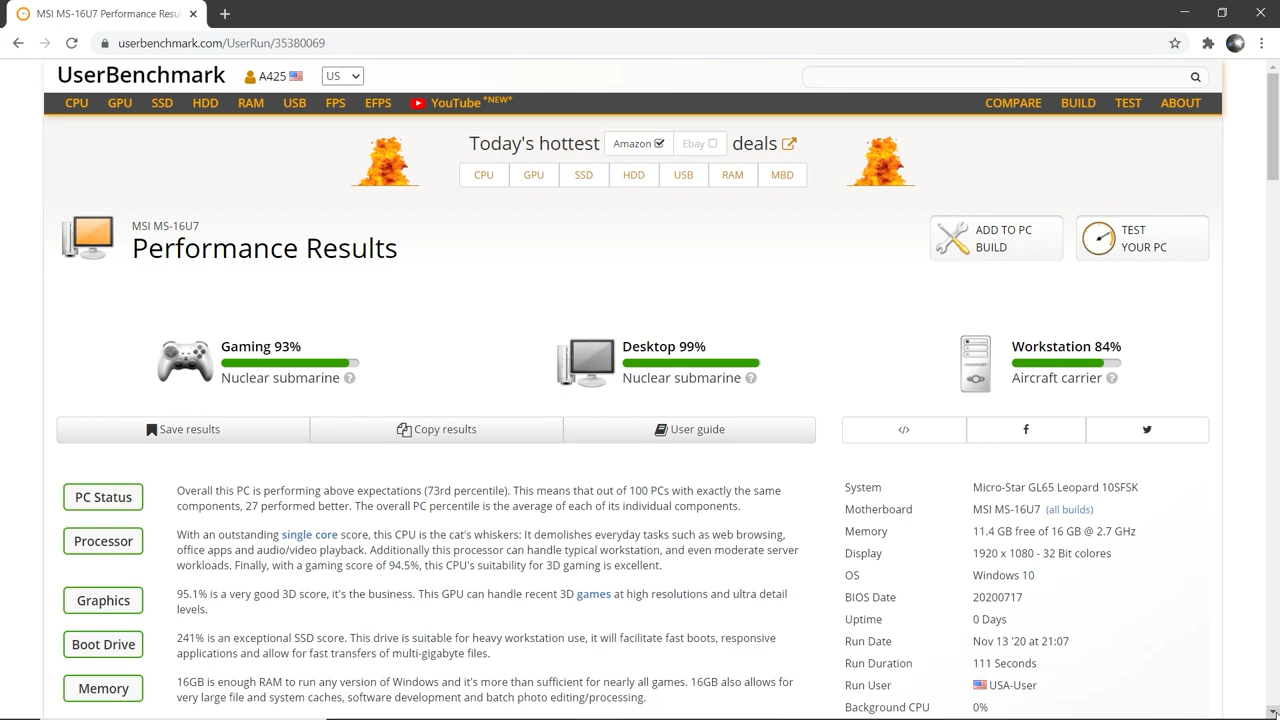 MSI MS-16U7 Performance Resu
userbenchmark.com/UserRun/35380069
UserBenchmark A425 US
CPU GPU SSD HDD RAM USB FPS EFPS YouTube *NEW* COMPARE BUILD TEST ABOUT
Today's hottest Amazon Ebay deals
CPU GPU SSD HDD USB RAM MBD
MSI MS-16U7
Performance Results
ADD TO PC
BUILD
TEST
YOUR PC
Gaming 93%
Nuclear submarine ?
Desktop 99%
Nuclear submarine ?
Workstation 84%
Aircraft carrier ?
Save results Copy results User guide </> f
PC Status
Overall this PC is performing above expectations (73rd percentile). This means that out of 100 PCs with exactly the same
components, 27 performed better. The overall PC percentile is the average of each of its individual components.
Processor
With an outstanding single core score, this CPU is the cat's whiskers: It demolishes everyday tasks such as web browsing,
office apps and audio/video playback. Additionally this processor can handle typical workstation, and even moderate server
workloads. Finally, with a gaming score of 94.5%, this CPU's suitability for 3D gaming is excellent.
Graphics
95.1% is a very good 3D score, it's the business. This GPU can handle recent 3D games at high resolutions and ultra detail
levels.
Boot Drive
241% is an exceptional SSD score. This drive is suitable for heavy workstation use, it will facilitate fast boots, responsive
applications and allow for fast transfers of multi-gigabyte files.
Memory
16GB is enough RAM to run any version of Windows and it's more than sufficient for nearly all games. 16GB also allows for
very large file and system caches, software development and batch photo editing/processing.
System Micro-Star GL65 Leopard 10SFSK
Motherboard MSI MS-16U7 (all builds)
Memory 11.4 GB free of 16 GB @ 2.7 GHz
Display 1920 x 1080 - 32 Bit colores
OS Windows 10
BIOS Date 20200717
Uptime 0 Days
Run Date Nov 13 '20 at 21:07
Run Duration 111 Seconds
Run User USA-User
Background CPU 0%